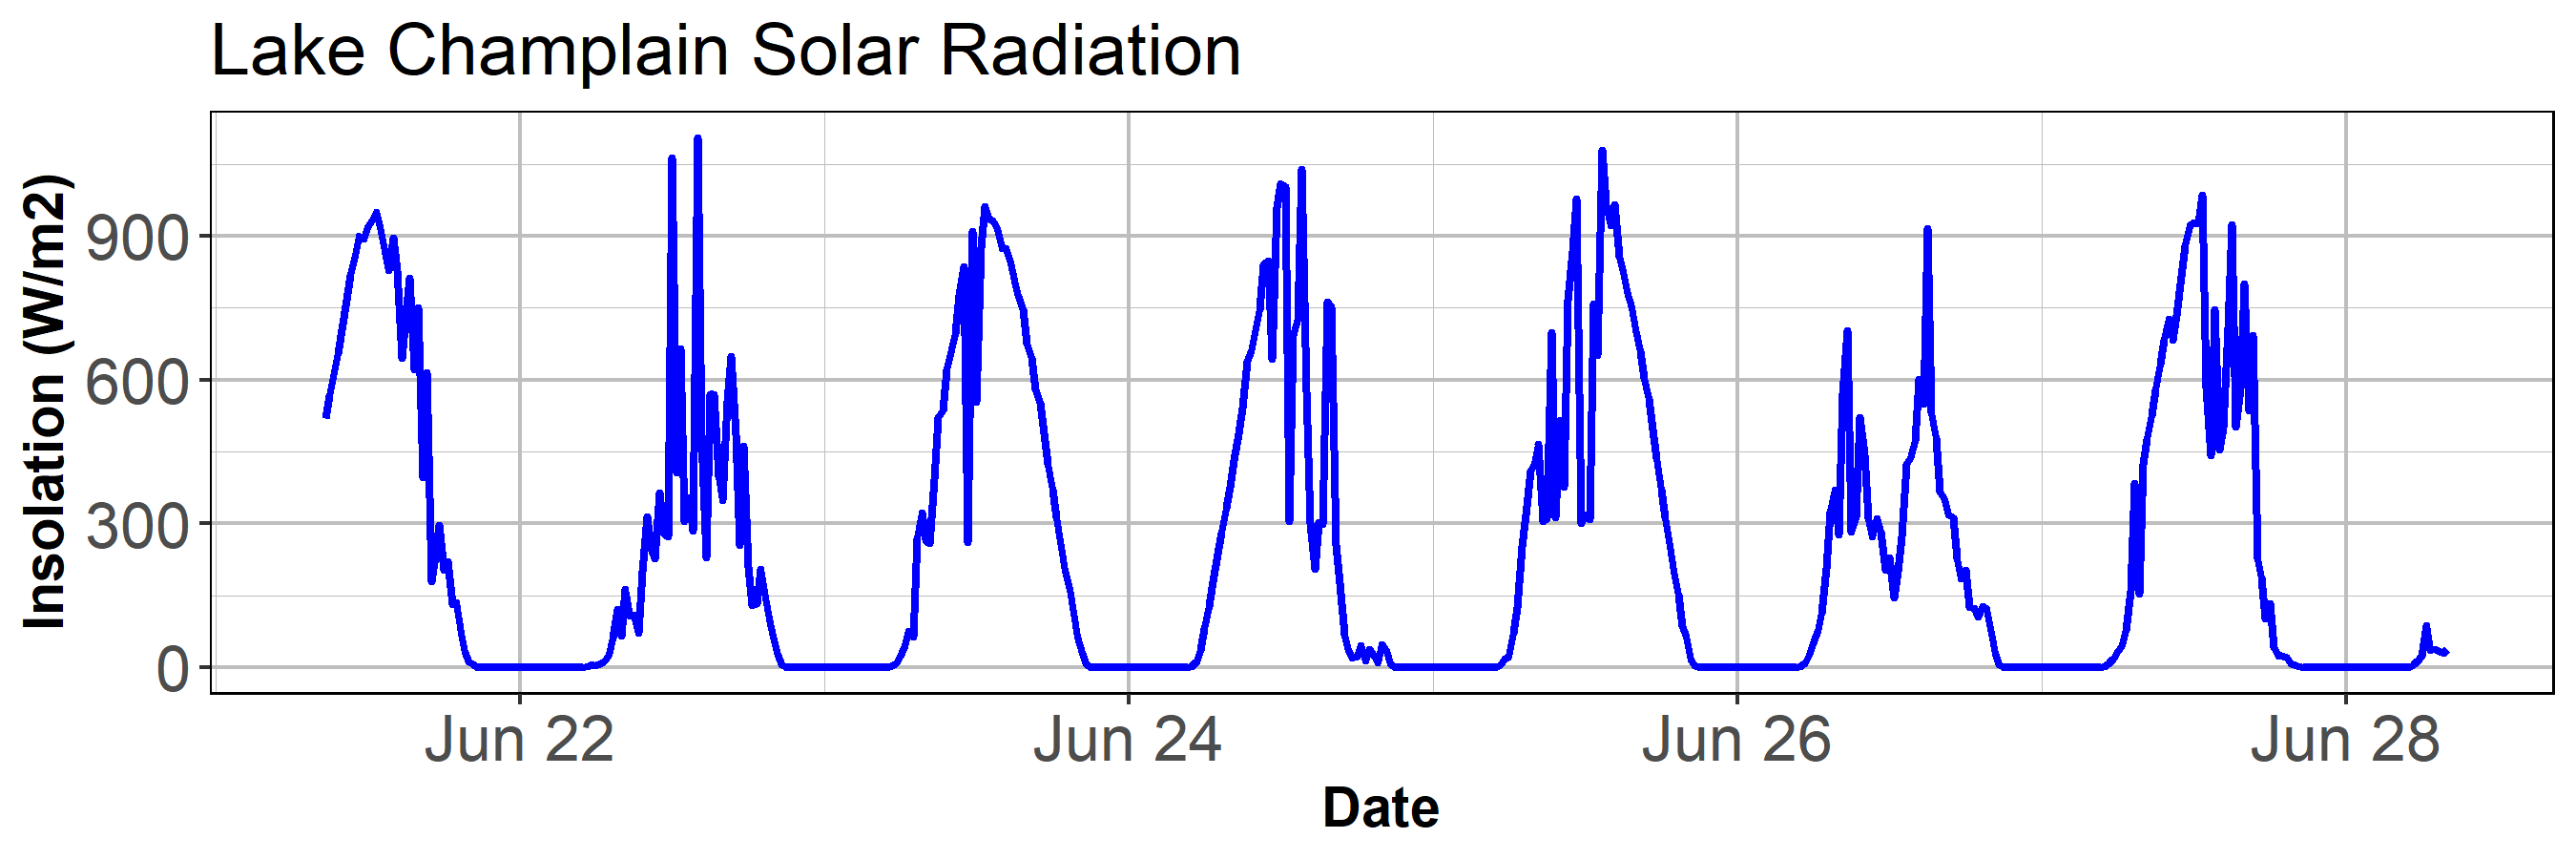 Lake Champlain Solar Radiation
Insolation (W/m2)
900
600
300
0
Jun 22
Jun 24
Jun 26
Jun 28
Date